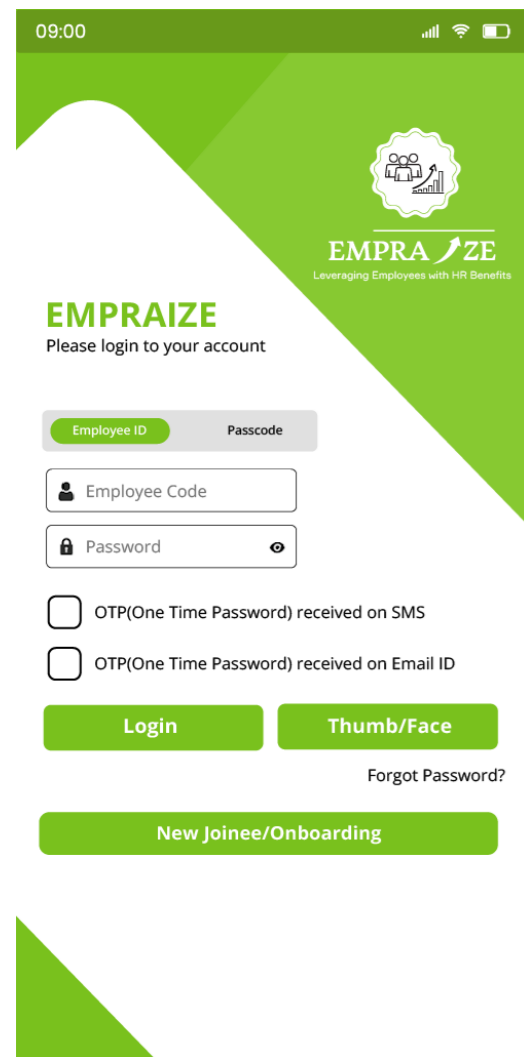 09:00
EMPRA ZE
Leveraging Employees with HR Benefits
EMPRAIZE
Please login to your account
Employee ID Passcode
Employee Code
Password
OTP(One Time Password) received on SMS
OTP(One Time Password) received on Email ID
Login Thumb/Face
Forgot Password?
New Joinee/Onboarding